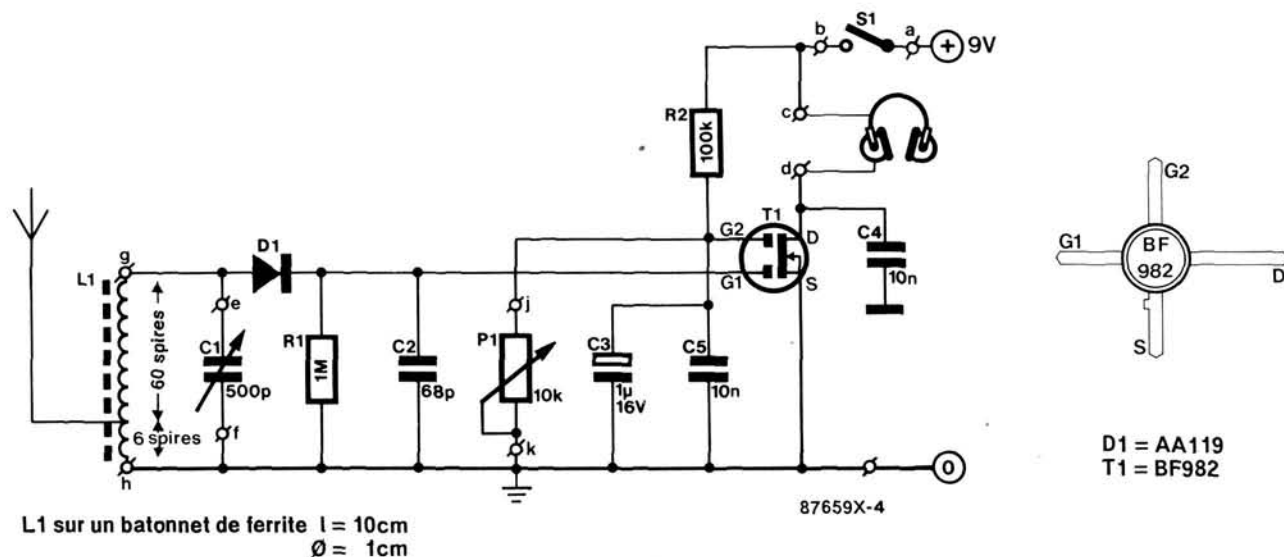 b
S1
a
+
9V
R2
100k
c
d
T1
G2
D
G1
S
C4
10n
g
L1
D1
e
60 spires
C1
500p
R1
1M
C2
68p
j
P1
10k
C3
1µ
16V
C5
10n
f
6 spires
k
h
0
87659X-4
G2
G1
BF
982
D
S
D1 = AA119
T1 = BF982
L1 sur un batonnet de ferrite l = 10cm
Ø = 1cm